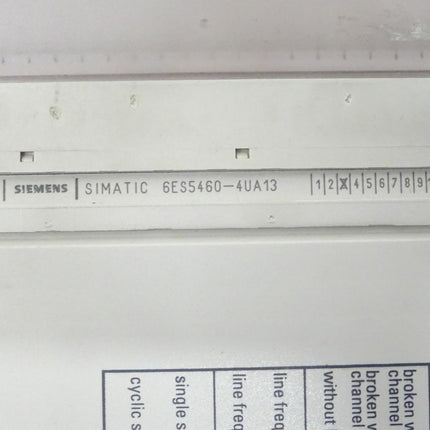 SIEMENS SIMATIC 6ES5460-4UA13 1 2 X 4 5 6 7 8 9
broken w
channel
broken w
channel
without
line freq
line freq
single s
cyclic s